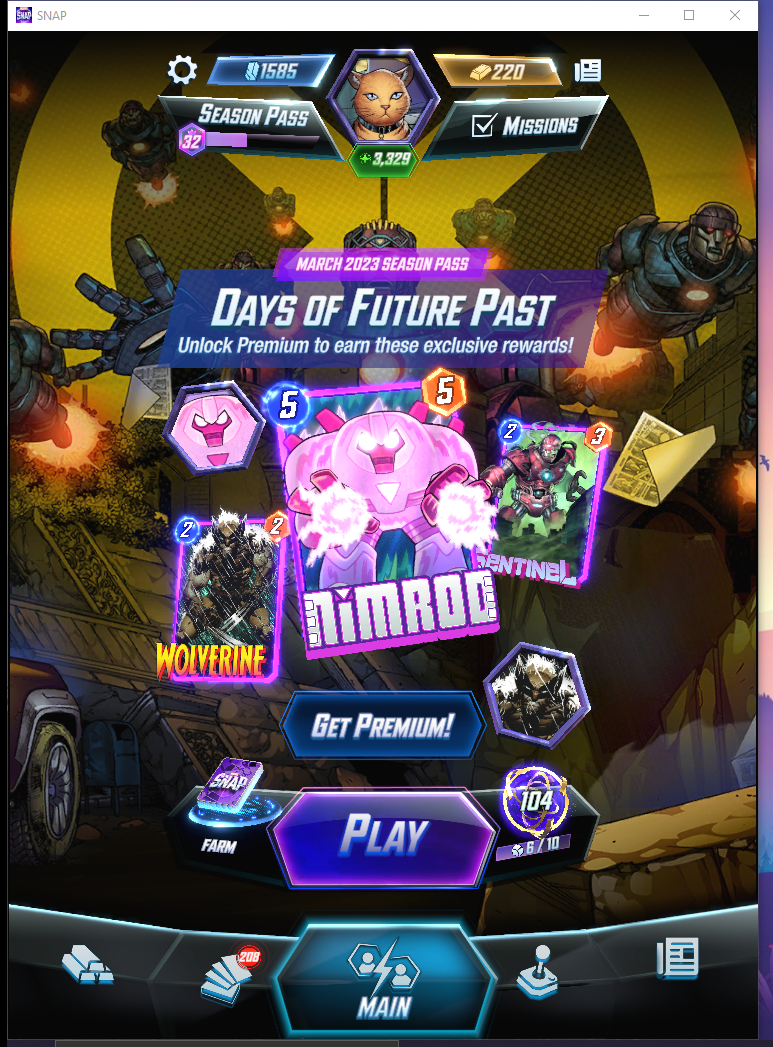 SNAP
1585
220
SEASON PASS
32
MISSIONS
3,329
MARCH 2023 SEASON PASS
DAYS OF FUTURE PAST
Unlock Premium to earn these exclusive rewards!
5
5
2
3
SENTINEL
2
2
NIMROD
WOLVERINE
GET PREMIUM!
SNAP
FARM
PLAY
104
6 / 10
208
MAIN